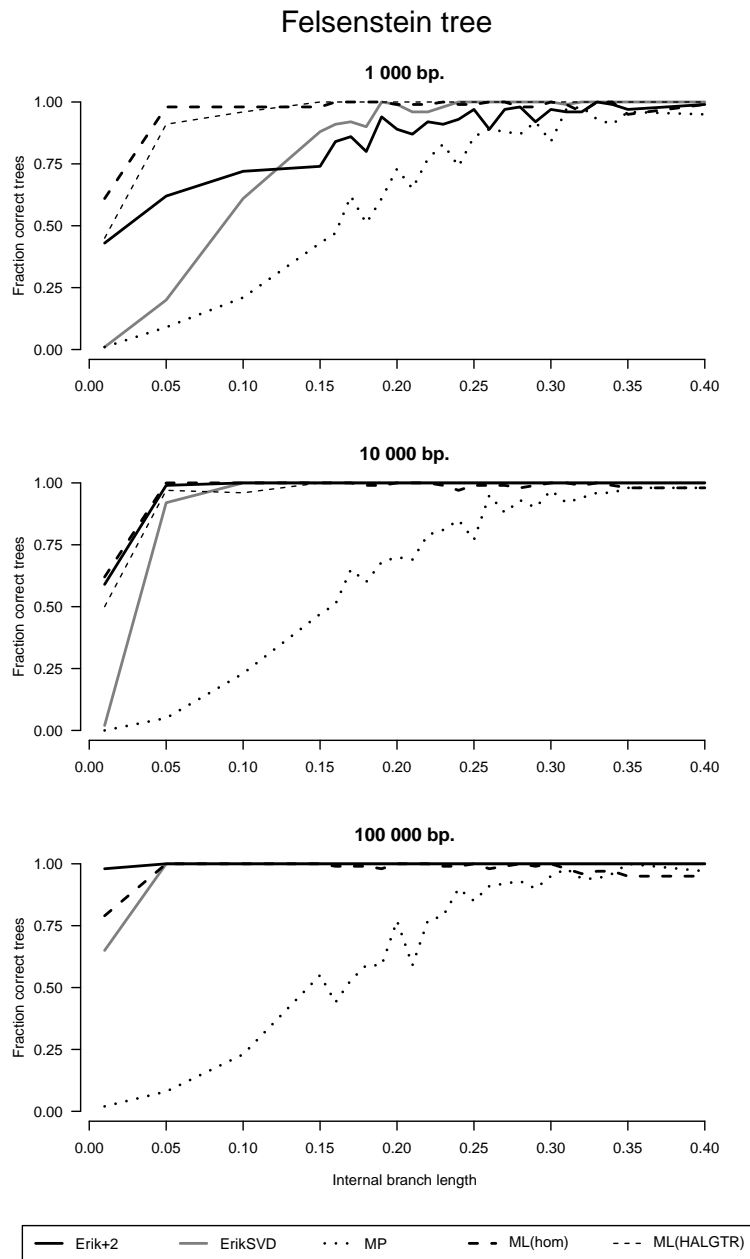 Felsenstein tree
1 000 bp.
Fraction correct trees
1.00
0.75
0.50
0.25
0.00
0.00 0.05 0.10 0.15 0.20 0.25 0.30 0.35 0.40
10 000 bp.
Fraction correct trees
1.00
0.75
0.50
0.25
0.00
0.00 0.05 0.10 0.15 0.20 0.25 0.30 0.35 0.40
100 000 bp.
Fraction correct trees
1.00
0.75
0.50
0.25
0.00
0.00 0.05 0.10 0.15 0.20 0.25 0.30 0.35 0.40
Internal branch length
Erik+2 ErikSVD MP ML(hom) ML(HALGTR)